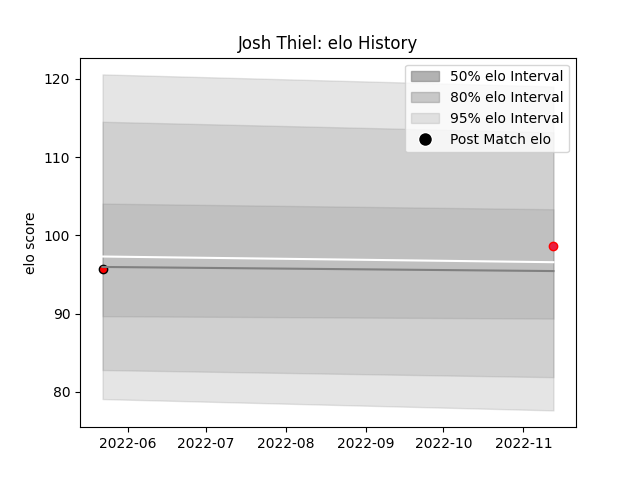 Josh Thiel: elo History
120
110
100
90
80
elo score
50% elo Interval
80% elo Interval
95% elo Interval
Post Match elo
2022-06
2022-07
2022-08
2022-09
2022-10
2022-11